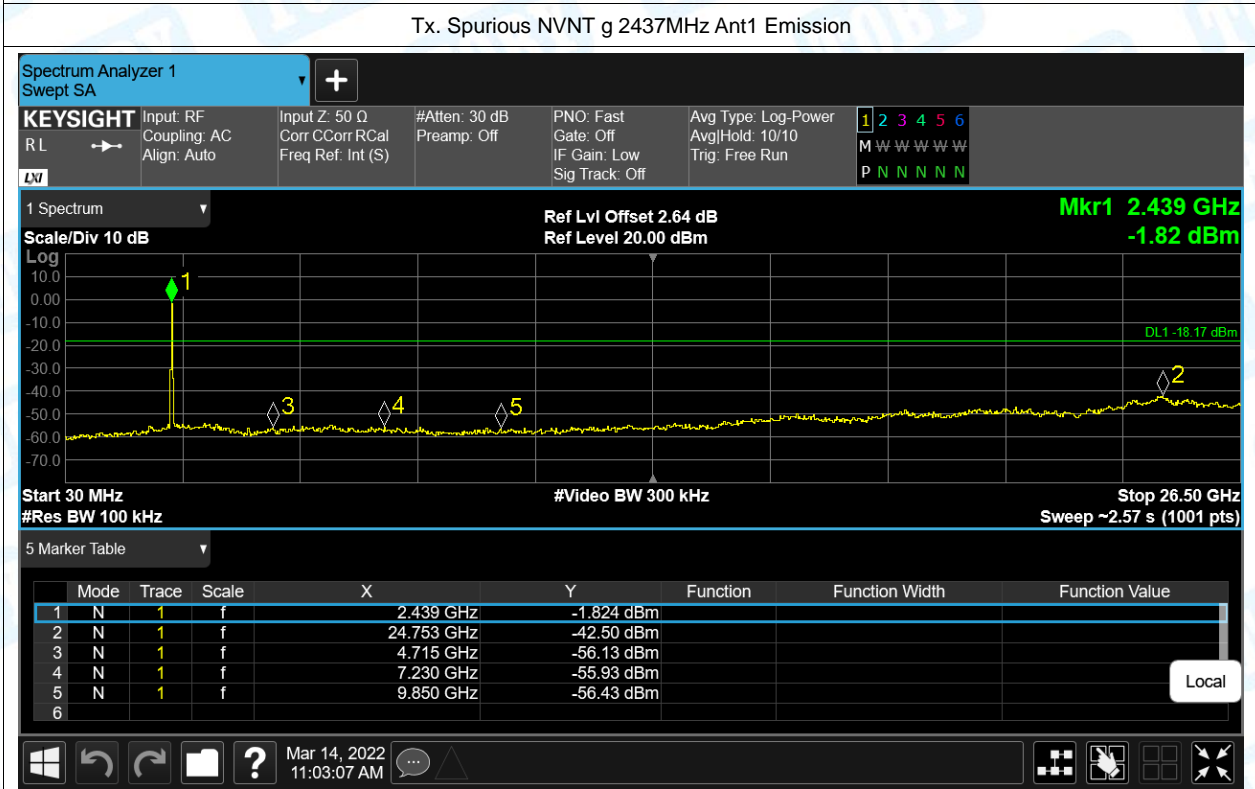 Tx. Spurious NVNT g 2437MHz Ant1 Emission
Spectrum Analyzer 1
Swept SA
KEYSIGHT Input: RF Input Z: 50 Ω #Atten: 30 dB PNO: Fast Avg Type: Log-Power 1 2 3 4 5 6
R L Coupling: AC Corr CCorr RCal Preamp: Off Gate: Off Avg|Hold: 10/10 M W W W W W
Align: Auto Freq Ref: Int (S) IF Gain: Low Trig: Free Run
LXI Sig Track: Off P N N N N N
1 Spectrum Ref Lvl Offset 2.64 dB Mkr1 2.439 GHz
Scale/Div 10 dB Ref Level 20.00 dBm -1.82 dBm
Log
10.0 1
0.00
-10.0
DL1 -18.17 dBm
-20.0
-30.0
2
-40.0
3 4 5
-50.0
-60.0
-70.0
Start 30 MHz #Video BW 300 kHz Stop 26.50 GHz
#Res BW 100 kHz Sweep ~2.57 s (1001 pts)
5 Marker Table
Mode Trace Scale X Y Function Function Width Function Value
1 N 1 f 2.439 GHz -1.824 dBm
2 N 1 f 24.753 GHz -42.50 dBm
3 N 1 f 4.715 GHz -56.13 dBm
4 N 1 f 7.230 GHz -55.93 dBm
5 N 1 f 9.850 GHz -56.43 dBm
6
Local
? Mar 14, 2022
11:03:07 AM